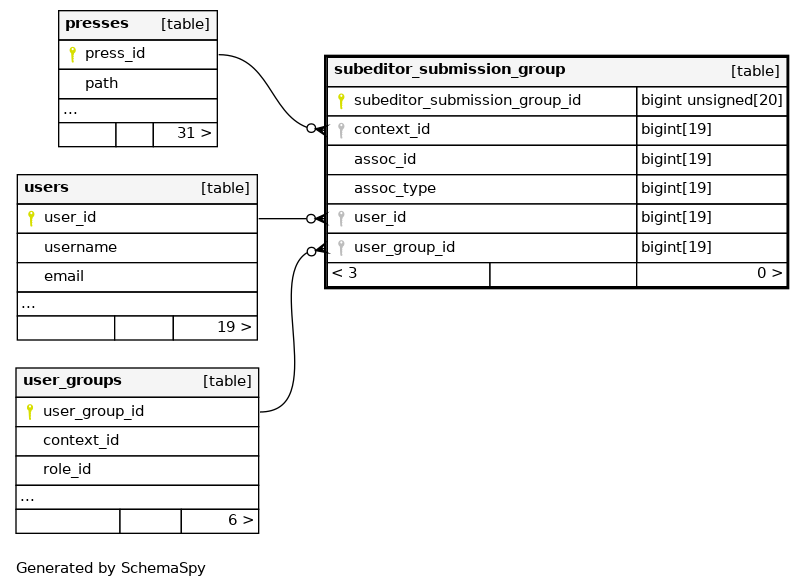 presses [table]
press_id
path
...
31 >
users [table]
user_id
username
email
...
19 >
user_groups [table]
user_group_id
context_id
role_id
...
6 >
subeditor_submission_group [table]
subeditor_submission_group_id bigint unsigned[20]
context_id bigint[19]
assoc_id bigint[19]
assoc_type bigint[19]
user_id bigint[19]
user_group_id bigint[19]
< 3 0 >
Generated by SchemaSpy